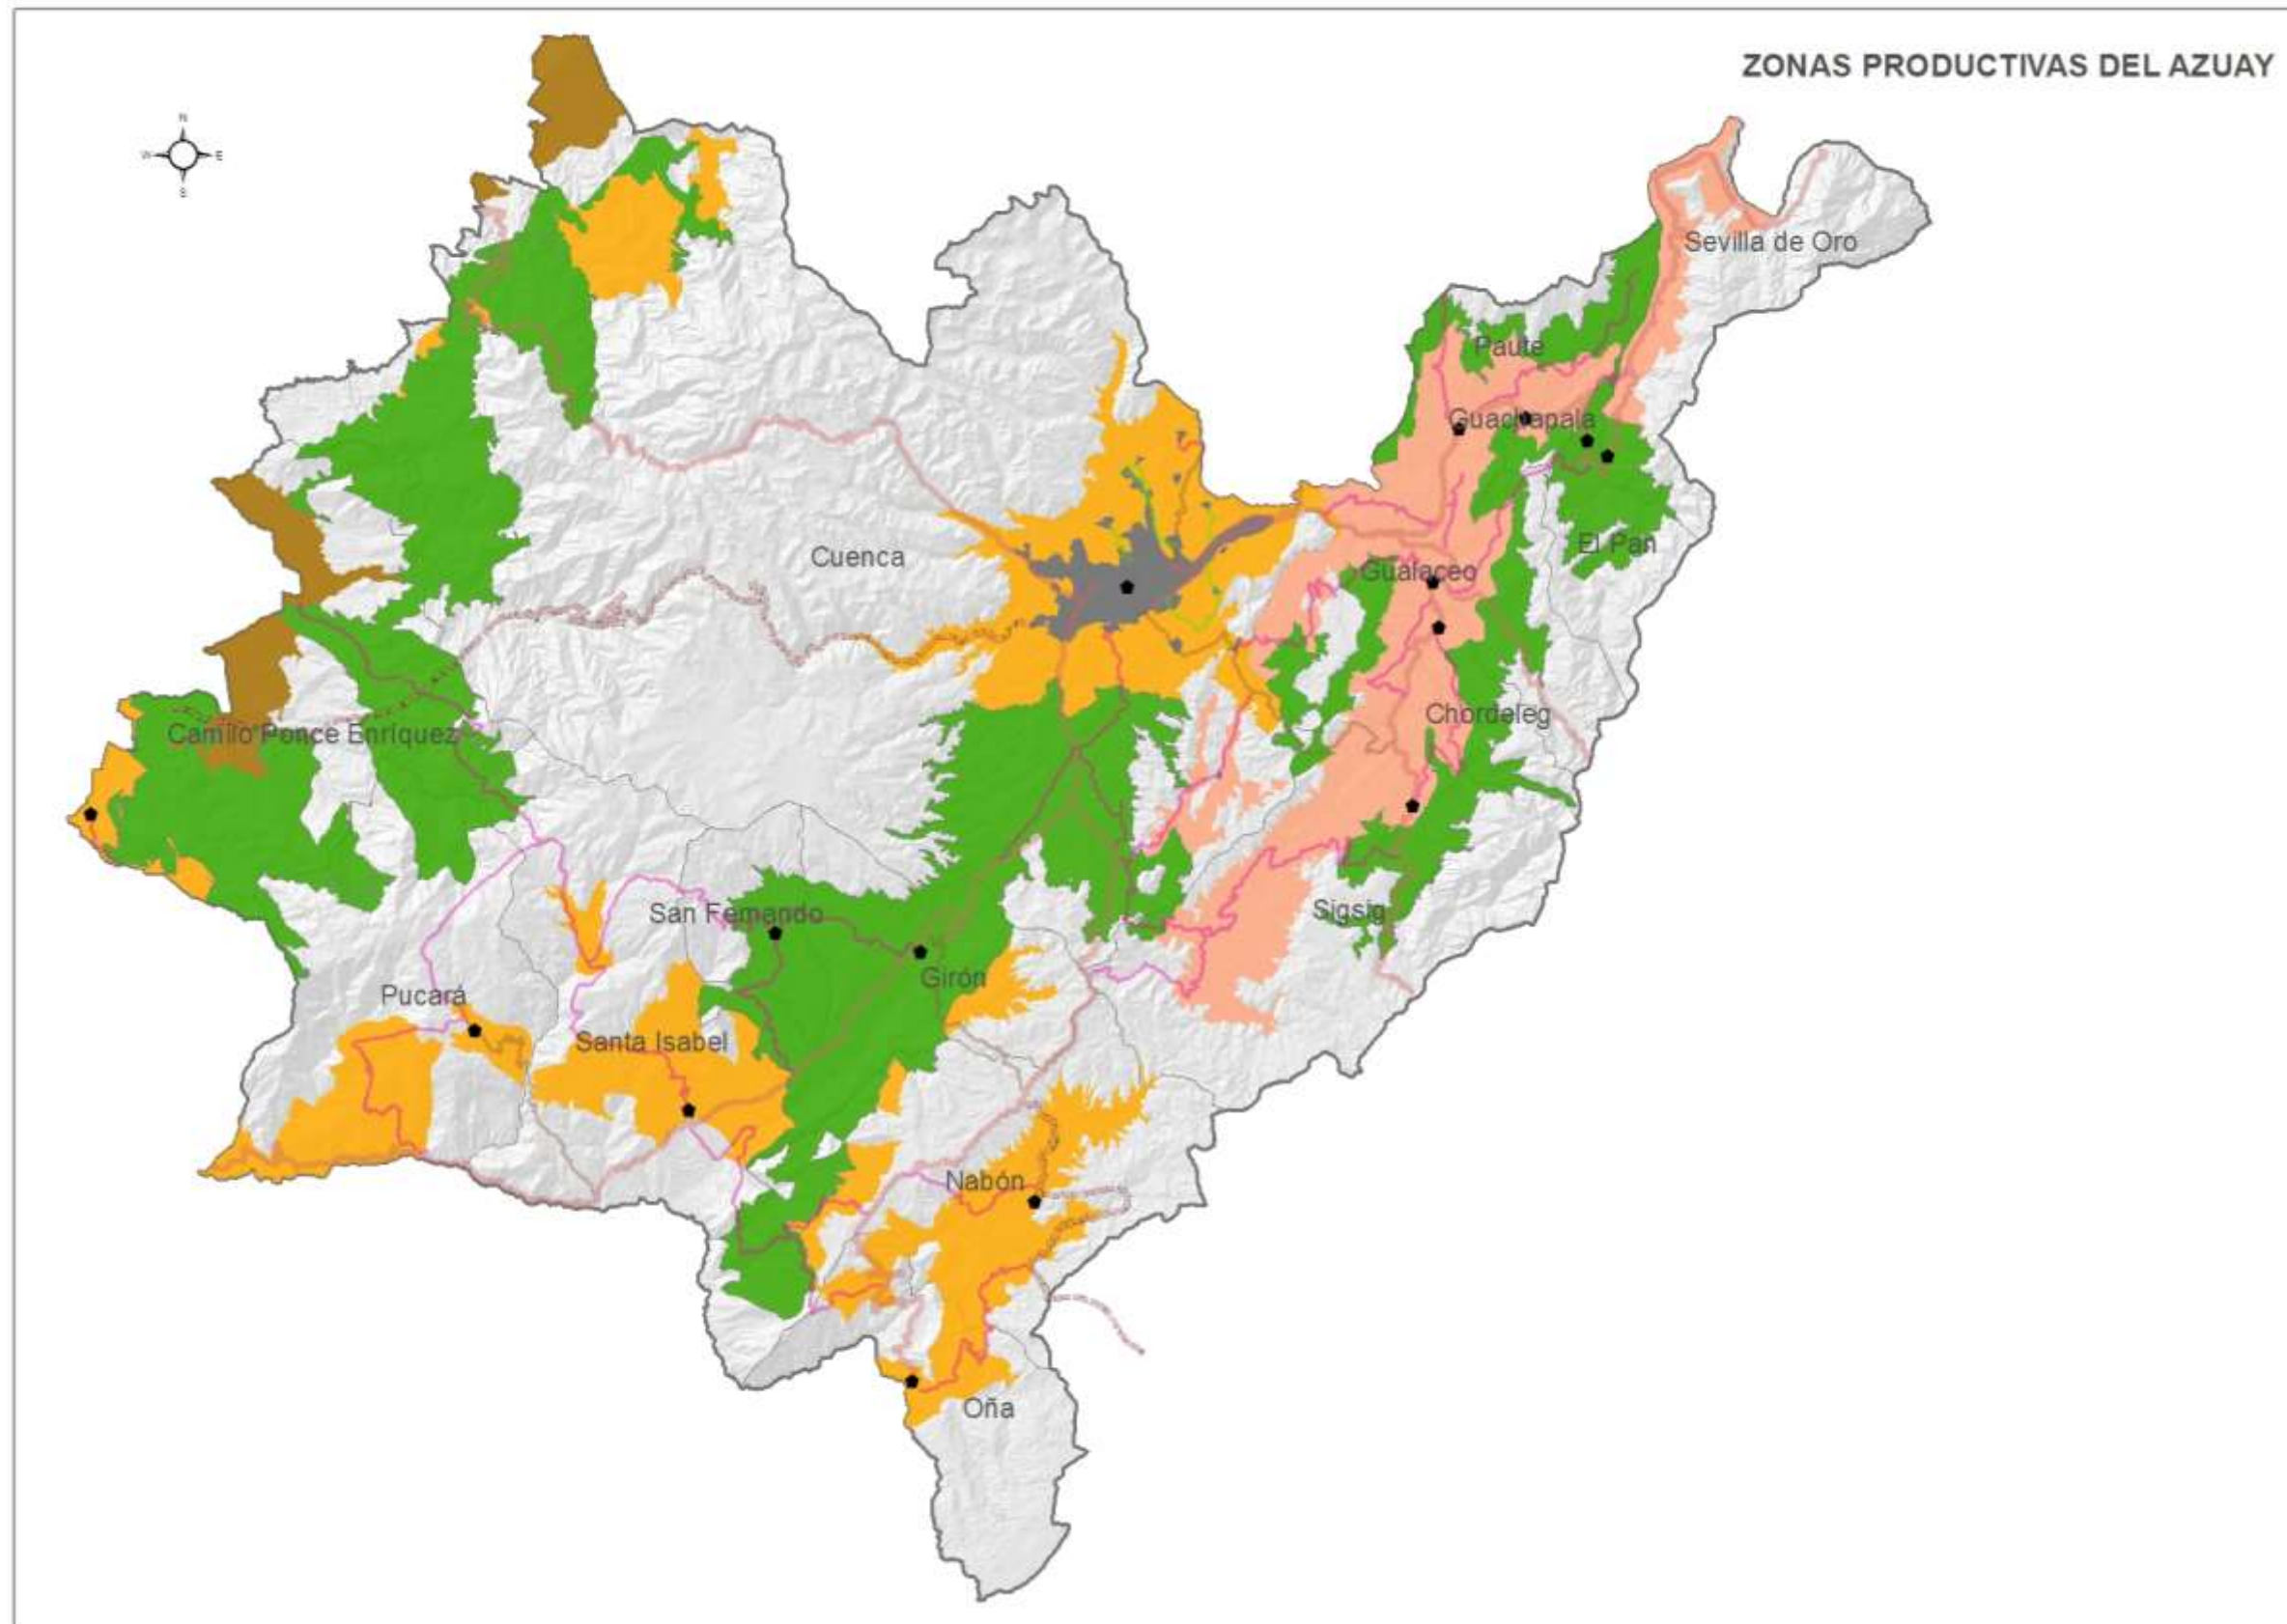 ZONAS PRODUCTIVAS DEL AZUAY
N
W
E
S
Sevilla de Oro
Paute
Guachapala
El Pan
Cuenca
Gualaceo
Chordeleg
Camilo Ponce Enríquez
San Fernando
Sigsig
Girón
Pucará
Santa Isabel
Nabón
Oña